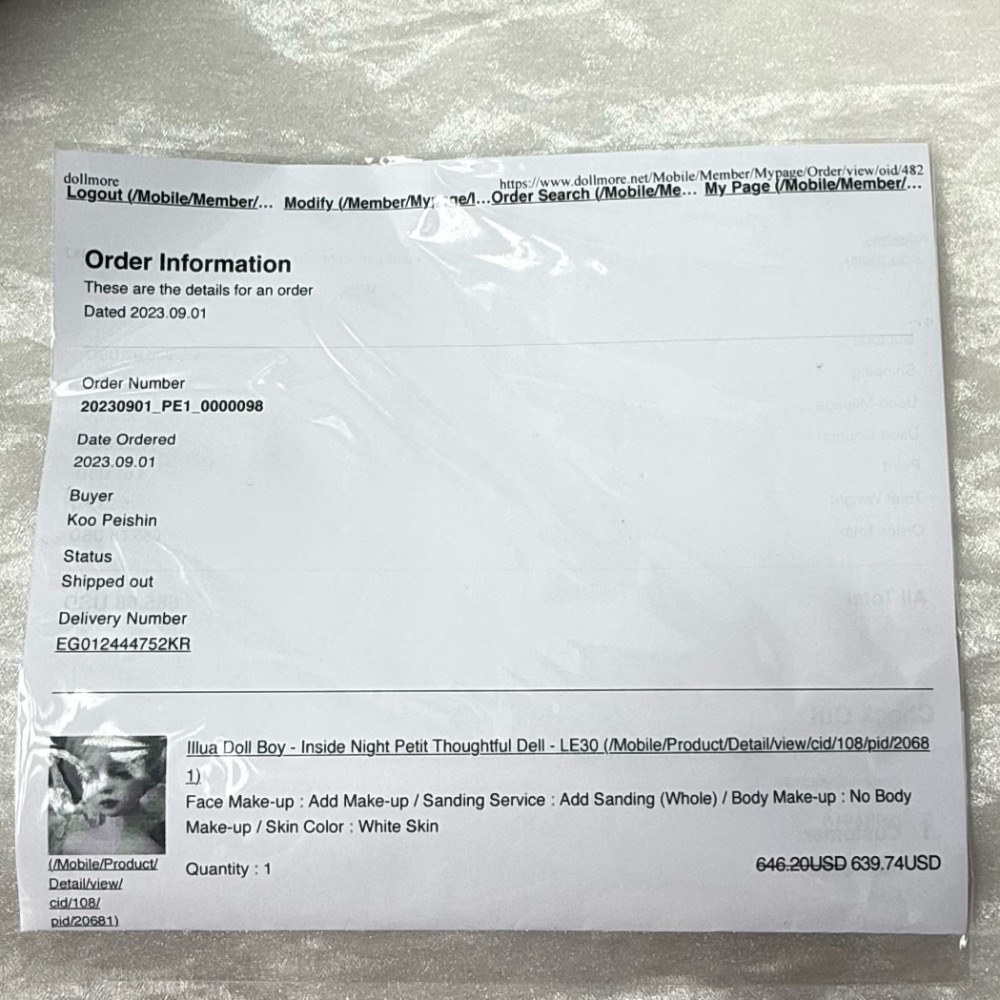 dollmore
https://www.dollmore.net/Mobile/Member/Mypage/Order/view/oid/482
Logout (/Mobile/Member/... Modify (/Member/My ge/I...Order Search (/Mobile/Me... My Page (/Mobile/Member/...
Order Information
These are the details for an order
Dated 2023.09.01
Order Number
20230901_PE1_0000098
Date Ordered
2023.09.01
Buyer
Koo Peishin
Status
Shipped out
Delivery Number
EG012444752KR
Illua Doll Boy - Inside Night Petit Thoughtful Dell - LE30 (/Mobile/Product/Detail/view/cid/108/pid/2068
1)
Face Make-up : Add Make-up / Sanding Service : Add Sanding (Whole) / Body Make-up : No Body
Make-up / Skin Color : White Skin
(/Mobile/Product/
Detail/view/
cid/108/
pid/20681)
Quantity : 1
646.20USD 639.74USD